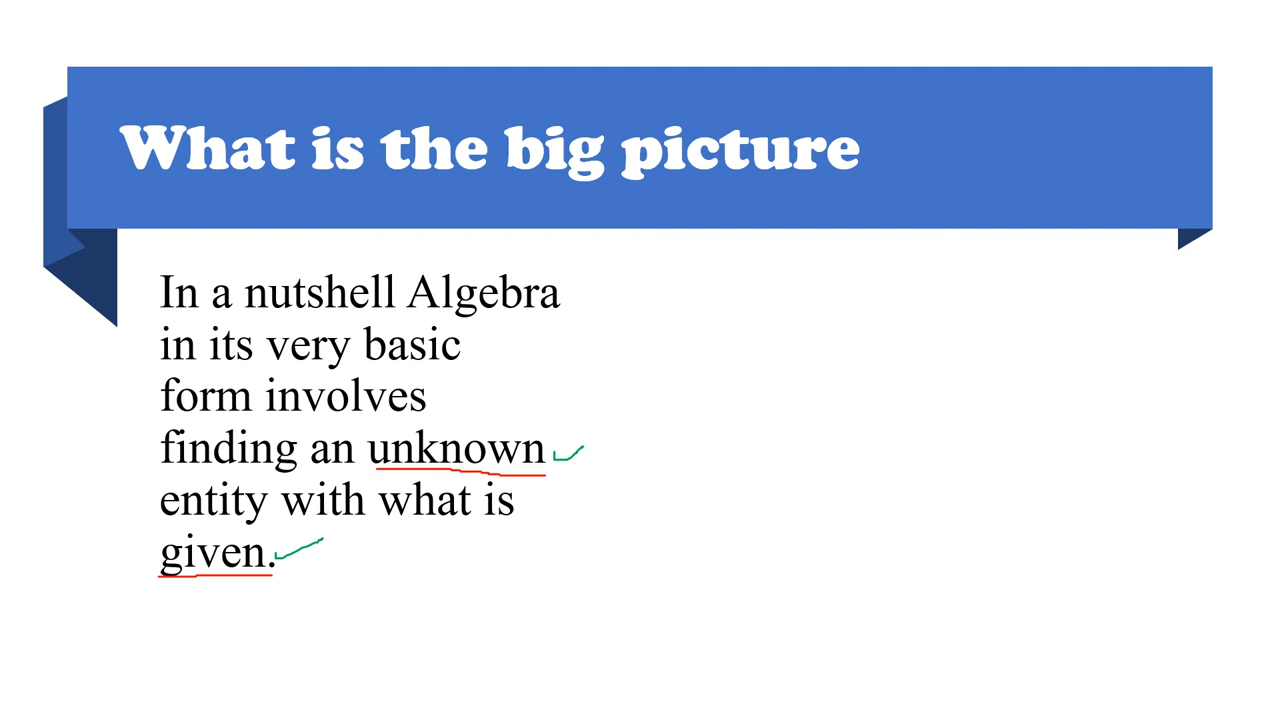 What is the big picture
In a nutshell Algebra
in its very basic
form involves
finding an unknown
entity with what is
given.